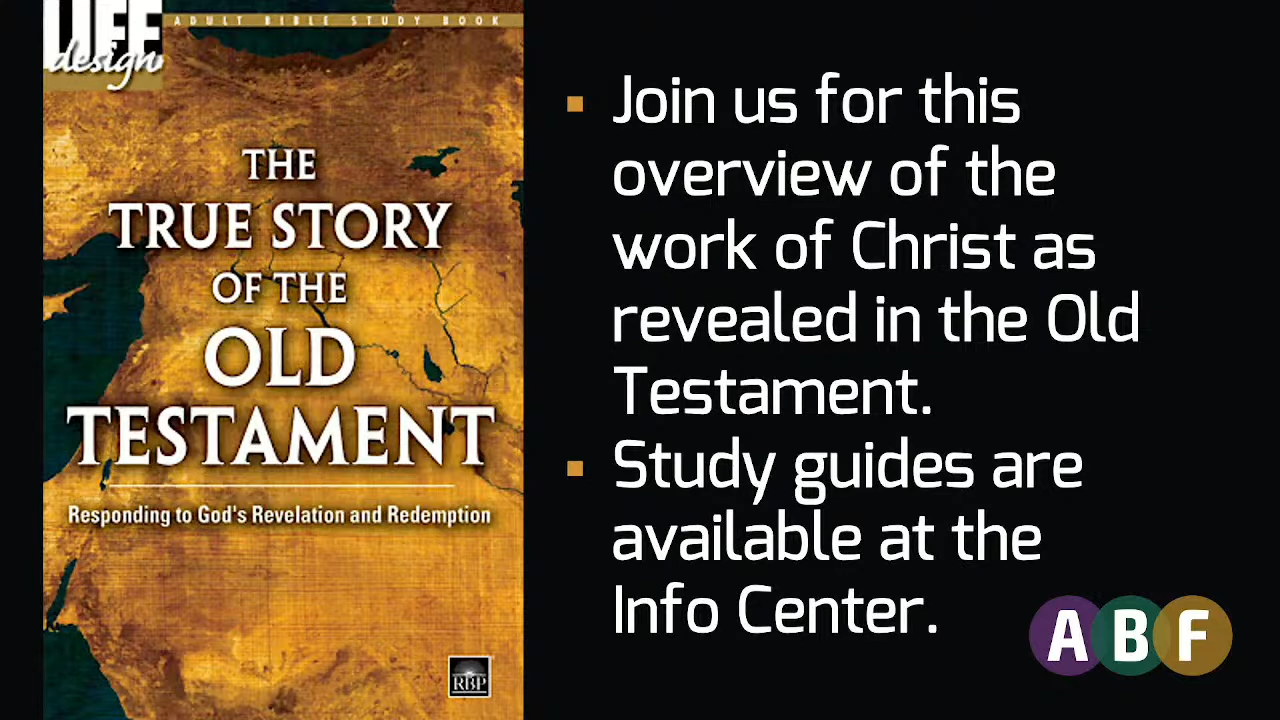 LIFE
design
ADULT BIBLE STUDY BOOK
THE
TRUE STORY
OF THE
OLD
TESTAMENT
Responding to God's Revelation and Redemption
RBP
▪ Join us for this
overview of the
work of Christ as
revealed in the Old
Testament.
▪ Study guides are
available at the
Info Center.
ABF